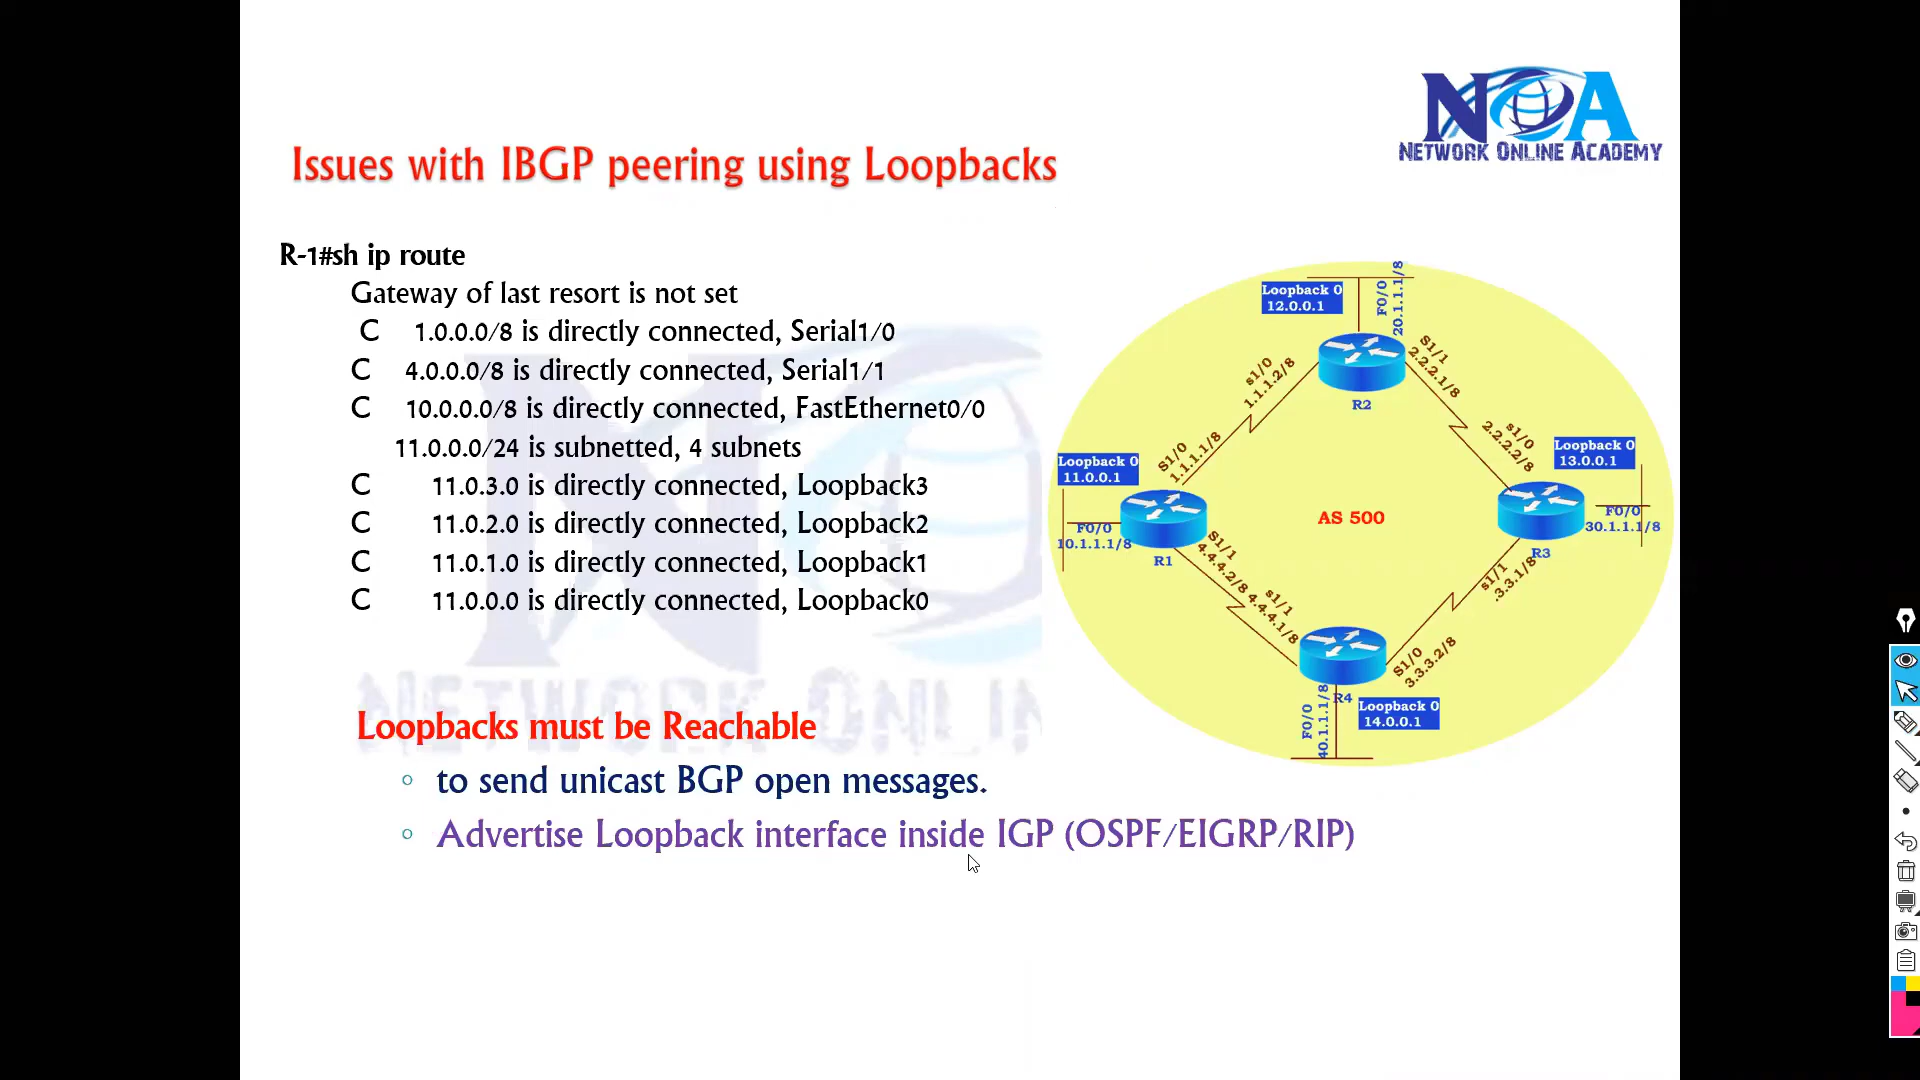 NOA
NETWORK ONLINE ACADEMY
Issues with IBGP peering using Loopbacks
R-1#sh ip route
Gateway of last resort is not set
C 1.0.0.0/8 is directly connected, Serial1/0
C 4.0.0.0/8 is directly connected, Serial1/1
C 10.0.0.0/8 is directly connected, FastEthernet0/0
11.0.0.0/24 is subnetted, 4 subnets
C 11.0.3.0 is directly connected, Loopback3
C 11.0.2.0 is directly connected, Loopback2
C 11.0.1.0 is directly connected, Loopback1
C 11.0.0.0 is directly connected, Loopback0
NETWORK ONLIN
Loopbacks must be Reachable
to send unicast BGP open messages.
Advertise Loopback interface inside IGP (OSPF/EIGRP/RIP)
Loopback 0
12.0.0.1
F0/0
20.1.1.1/8
R2
s1/0
1.1.1.2/8
S1/1
2.2.2.1/8
S1/0
1.1.1.1/8
s1/0
2.2.2.2/8
Loopback 0
11.0.0.1
F0/0
10.1.1.1/8
R1
AS 500
Loopback 0
13.0.0.1
F0/0
30.1.1.1/8
R3
S1/1
4.4.4.2/8
s1/1
4.4.4.1/8
s1/1
.3.3.1/8
S1/0
3.3.3.2/8
R4
F0/0
40.1.1.1/8
Loopback 0
14.0.0.1